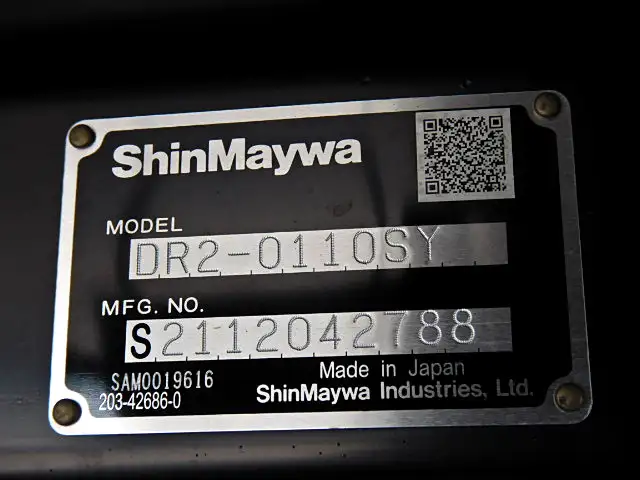 ShinMaywa
MODEL
DR2-0110SY
MFG. NO.
S2112042788
SAM0019616
Made in Japan
203-42686-0
ShinMaywa Industries, Ltd.